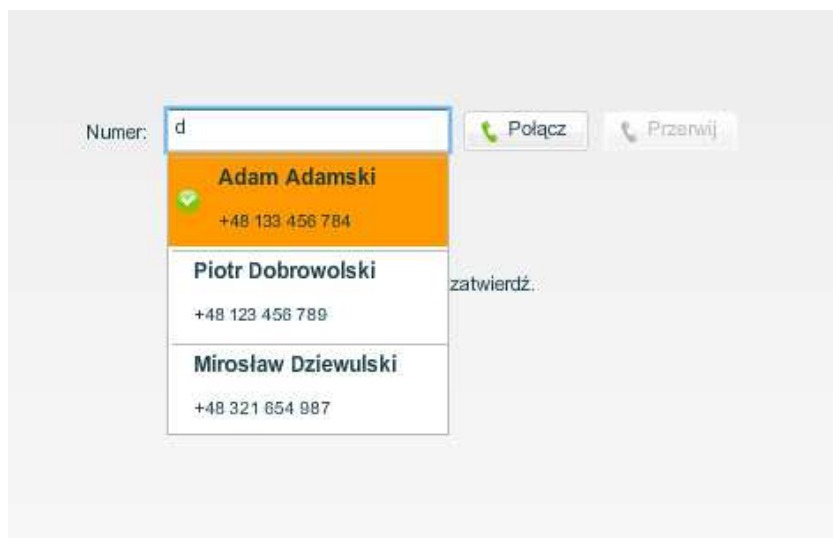 Numer: d Połącz Przerwij
Adam Adamski
+48 133 456 784
Piotr Dobrowolski
zatwierdź.
+48 123 456 789
Mirosław Dziewulski
+48 321 654 987